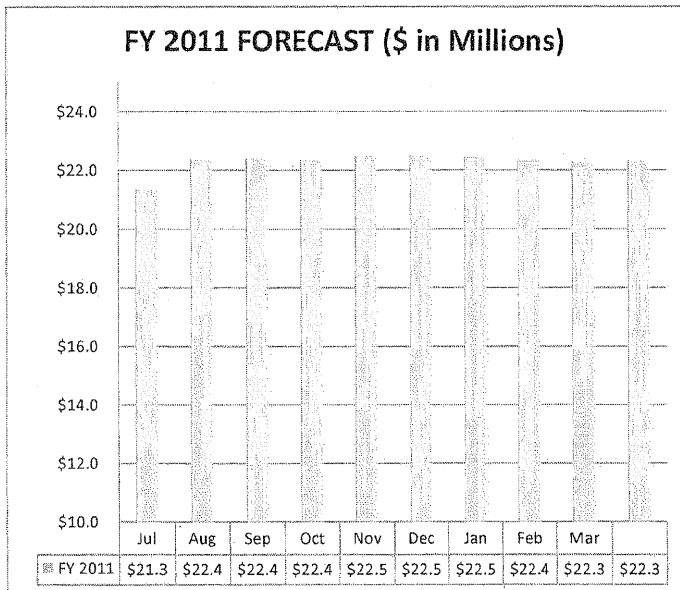 FY 2011 FORECAST ($ in Millions)
$24.0
$22.0
$20.0
$18.0
$16.0
$14.0
$12.0
$10.0
Jul Aug Sep Oct Nov Dec Jan Feb Mar
FY 2011 $21.3 $22.4 $22.4 $22.4 $22.5 $22.5 $22.5 $22.4 $22.3 $22.3